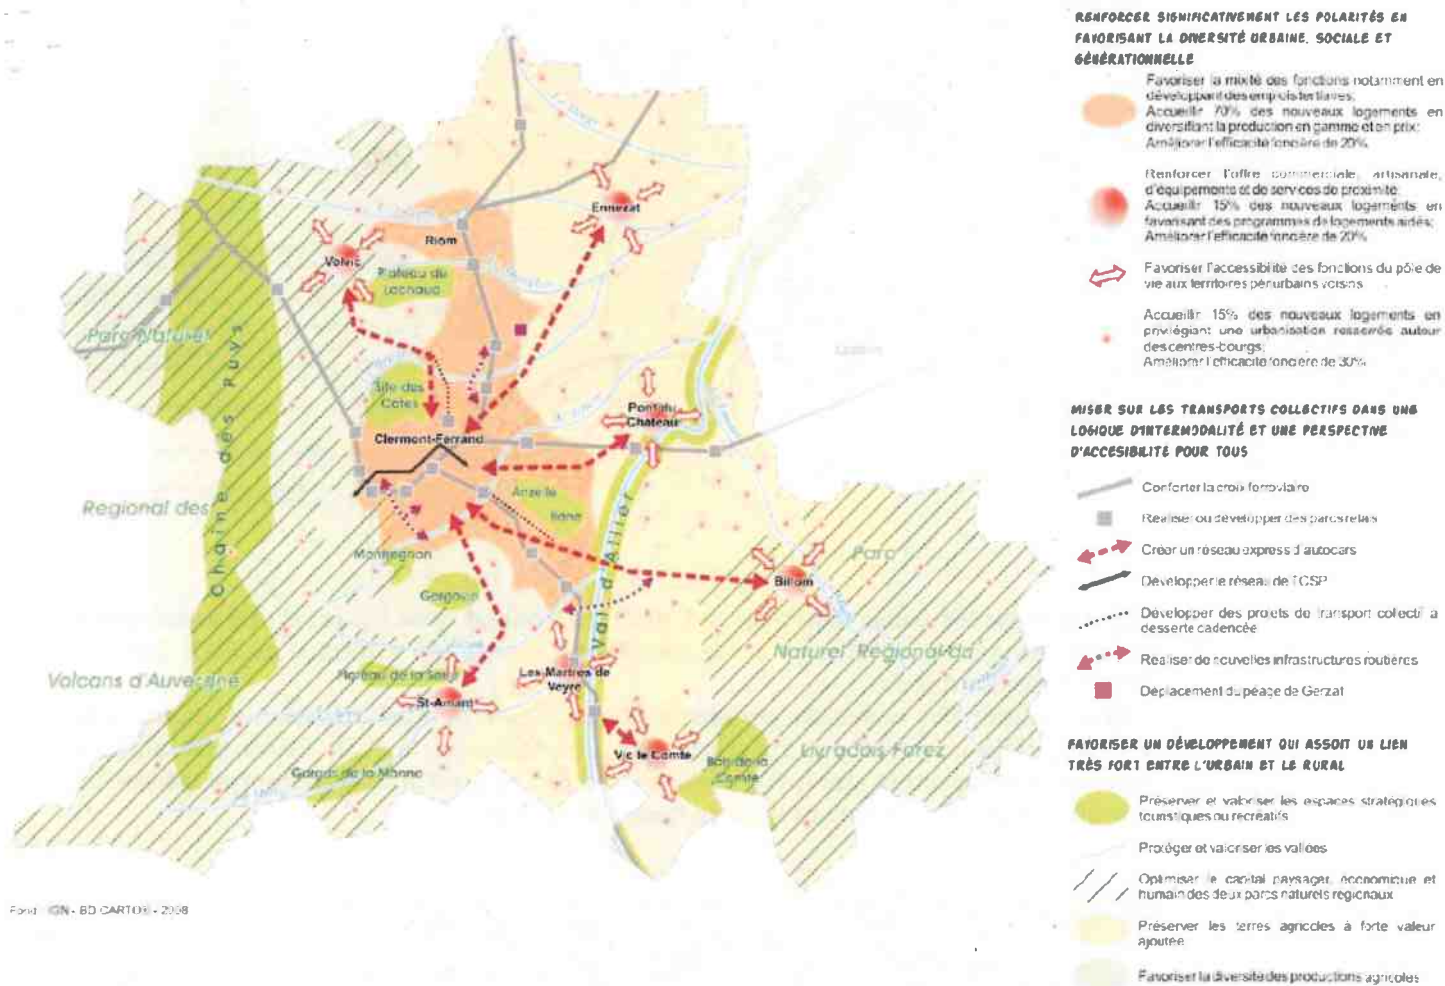 RENFORCER SIGNIFICATIVEMENT LES POLARITÉS EN
FAVORISANT LA DIVERSITÉ URBAINE, SOCIALE ET
GÉNÉRATIONNELLE
Favoriser la mixité des fonctions notamment en
développant des emplois tertiaires;
Accueillir 70% des nouveaux logements en
diversifiant la production en gamme et en prix;
Améliorer l'efficacité foncière de 20%
Renforcer l'offre commerciale, artisanale,
d'équipements et de services de proximité
Accueillir 15% des nouveaux logements en
favorisant des programmes de logements aidés;
Améliorer l'efficacité foncière de 20%
Favoriser l'accessibilité des fonctions du pôle de
vie aux territoires périurbains voisins
Accueillir 15% des nouveaux logements en
privilégiant une urbanisation resserrée autour
des centres-bourgs;
Améliorer l'efficacité foncière de 30%
MISER SUR LES TRANSPORTS COLLECTIFS DANS UNE
LOGIQUE D'INTERMODALITÉ ET UNE PERSPECTIVE
D'ACCESIBILITÉ POUR TOUS
Conforter la croix ferroviaire
Réaliser ou développer des parcs relais
Créer un réseau express d'autocars
Développer le réseau de TCSP
Développer des projets de transport collectif a
desserte cadencée
Réaliser de nouvelles infrastructures routières
Déplacement du péage de Gerzat
FAVORISER UN DÉVELOPPEMENT QUI ASSOIT UN LIEN
TRÈS FORT ENTRE L'URBAIN ET LE RURAL
Préserver et valoriser les espaces stratégiques
touristiques ou récréatifs
Protéger et valoriser les vallées
Optimiser le capital paysager, économique et
humain des deux parcs naturels régionaux
Préserver les terres agricoles à forte valeur
ajoutée
Favoriser la diversité des productions agricoles
Ennezat
Riom
Volvic
Plateau de
Lachaud
Parc Naturel
Chaîne des Puys
Site des
Côtes
Pont du
Château
Clermont-Ferrand
Anzelle
Bane
Régional des
Montrognon
Parc
Gergovie
Billom
Val d'Allier
Naturel Régional du
Les Martres de
Veyre
Volcans d'Auvergne
Plateau de la Serre
St-Amant
Vic le Comte
Bois de la
Comté
Livradois-Forez
Gorges de la Monne
Fond : IGN - BD CARTO® - 2008